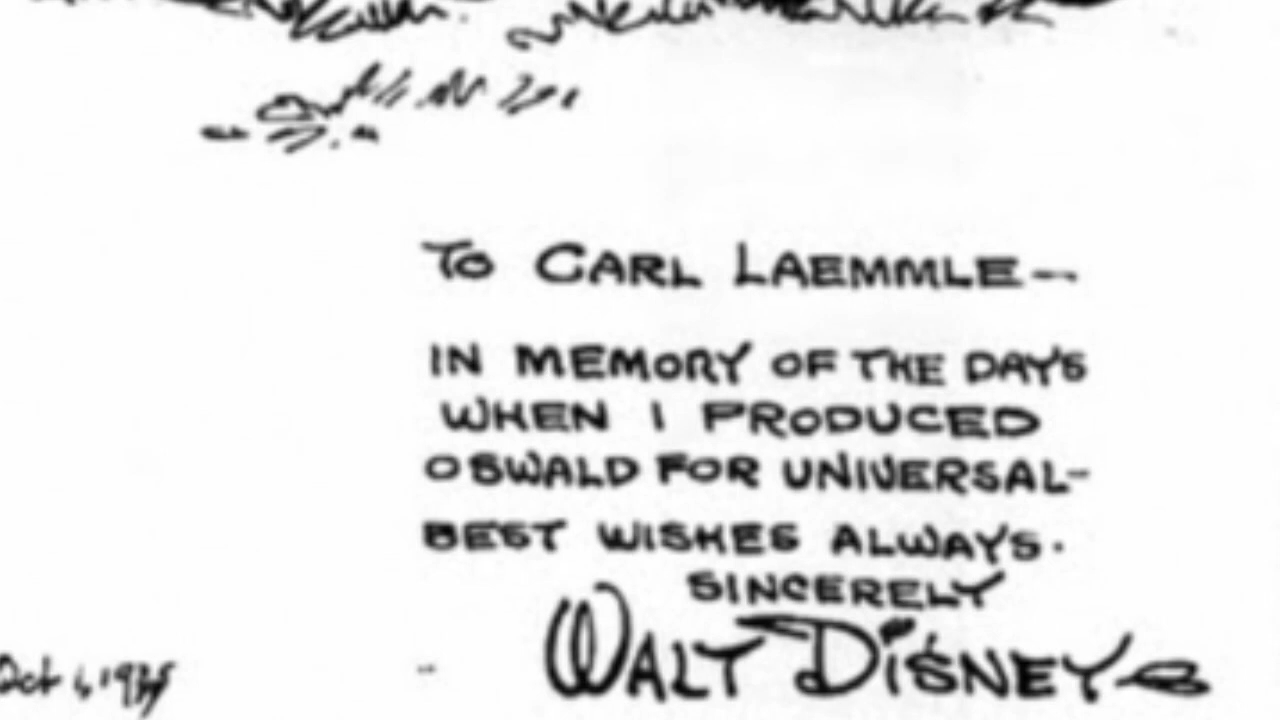 To CARL LAEMMLE—
IN MEMORY OF THE DAYS
WHEN I PRODUCED
OSWALD FOR UNIVERSAL-
BEST WISHES ALWAYS.
SINCERELY
WALT DISNEY
Oct